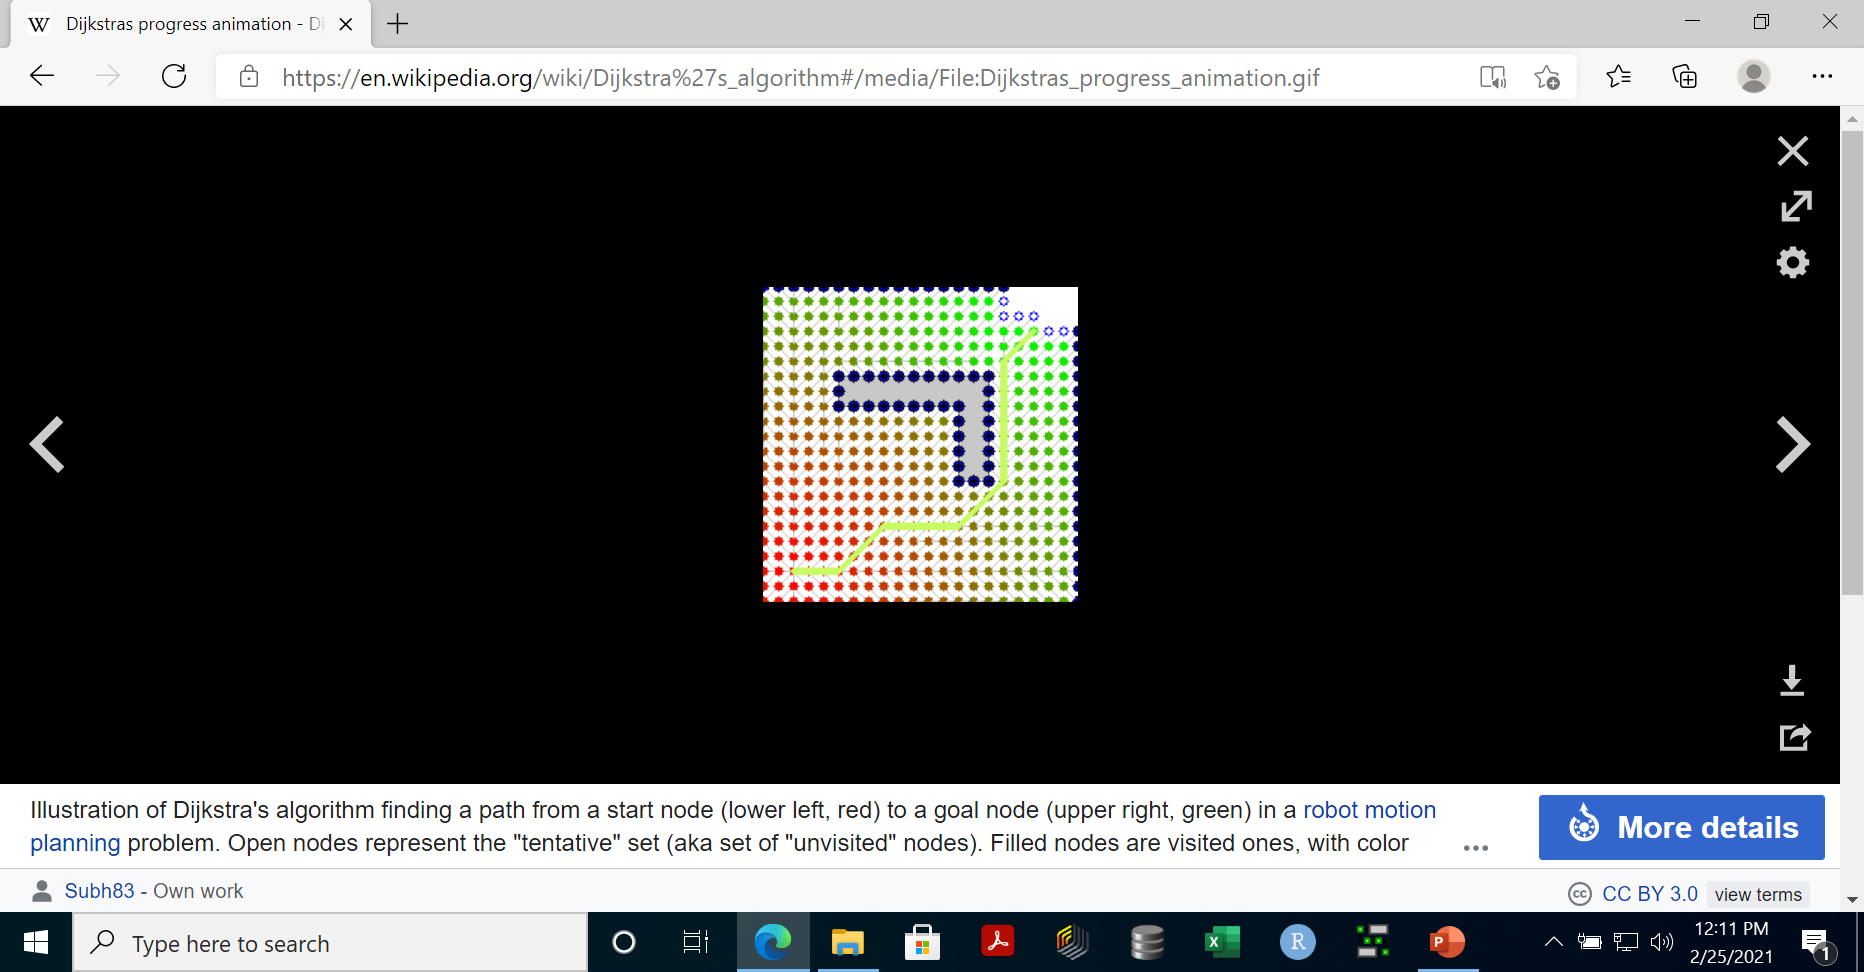 W Dijkstras progress animation - Di
https://en.wikipedia.org/wiki/Dijkstra%27s_algorithm#/media/File:Dijkstras_progress_animation.gif
Illustration of Dijkstra's algorithm finding a path from a start node (lower left, red) to a goal node (upper right, green) in a robot motion
planning problem. Open nodes represent the "tentative" set (aka set of "unvisited" nodes). Filled nodes are visited ones, with color
...
More details
Subh83 - Own work
cc CC BY 3.0 view terms
Type here to search
X
R
P
12:11 PM
2/25/2021
1